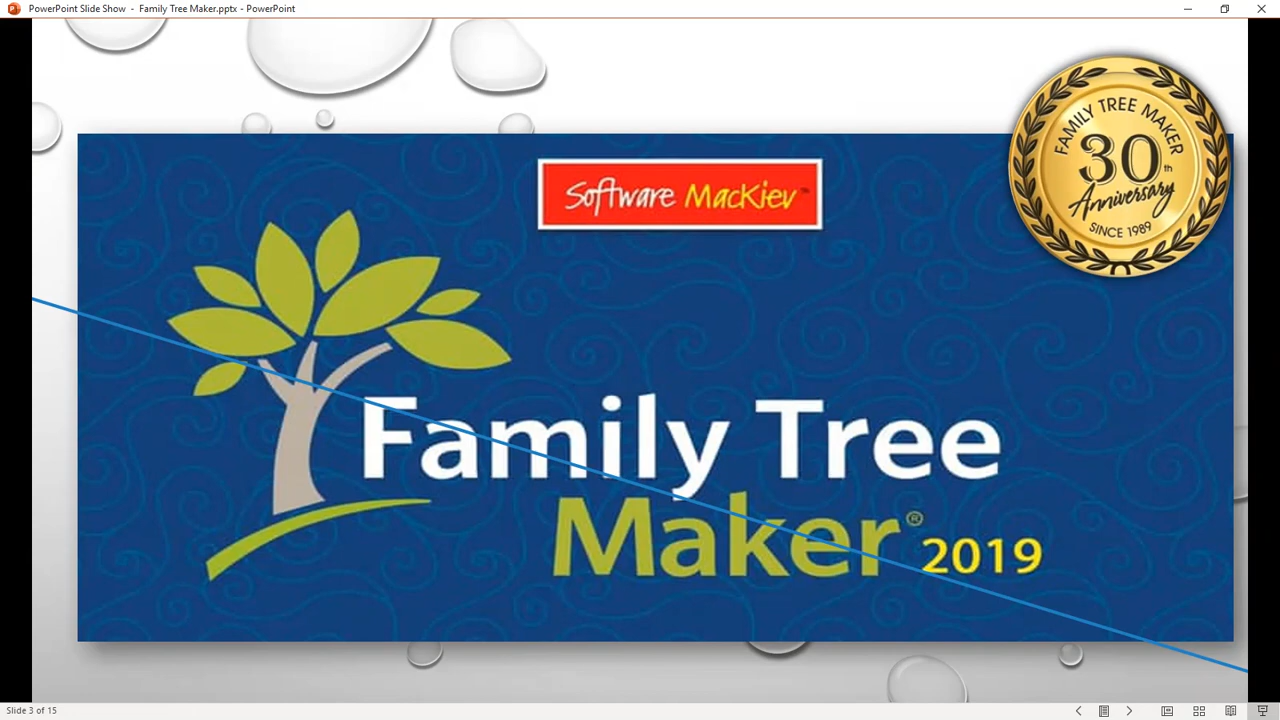 PowerPoint Slide Show - Family Tree Maker.pptx - PowerPoint
Software MacKiev™
FAMILY TREE MAKER
30th
Anniversary
SINCE 1989
Family Tree
Maker® 2019
Slide 3 of 15